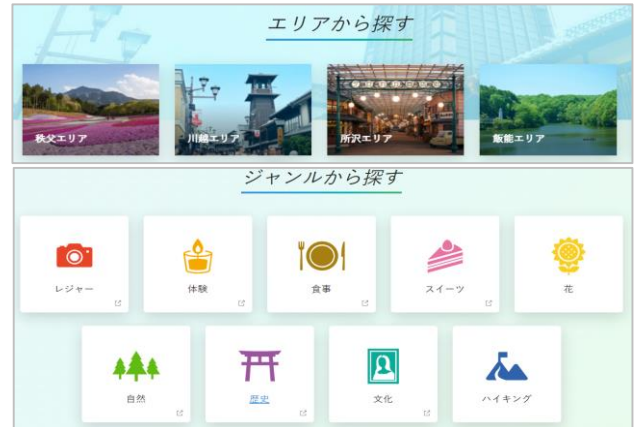 エリアから探す
秩父エリア
川越エリア
所沢エリア
飯能エリア
ジャンルから探す
レジャー
体験
食事
スイーツ
花
自然
歴史
文化
ハイキング